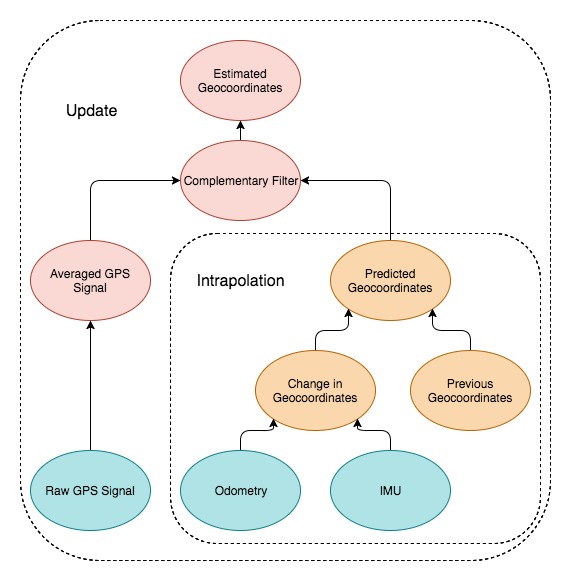 Estimated
Geocoordinates
Update
Complementary Filter
Averaged GPS
Signal
Intrapolation
Predicted
Geocoordinates
Change in
Geocoordinates
Previous
Geocoordinates
Raw GPS Signal
Odometry
IMU